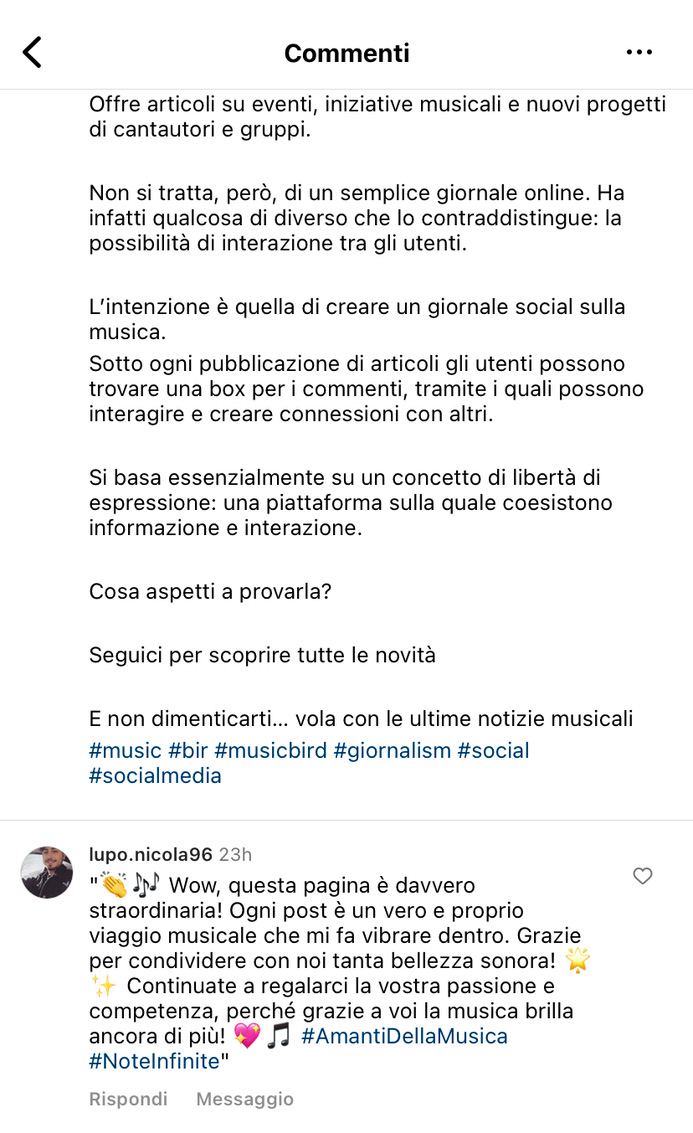 Commenti
Offre articoli su eventi, iniziative musicali e nuovi progetti
di cantautori e gruppi.
Non si tratta, però, di un semplice giornale online. Ha
infatti qualcosa di diverso che lo contraddistingue: la
possibilità di interazione tra gli utenti.
L’intenzione è quella di creare un giornale social sulla
musica.
Sotto ogni pubblicazione di articoli gli utenti possono
trovare una box per i commenti, tramite i quali possono
interagire e creare connessioni con altri.
Si basa essenzialmente su un concetto di libertà di
espressione: una piattaforma sulla quale coesistono
informazione e interazione.
Cosa aspetti a provarla?
Seguici per scoprire tutte le novità
E non dimenticarti... vola con le ultime notizie musicali
#music #bir #musicbird #giornalism #social
#socialmedia
lupo.nicola96 23h
"👏🎶 Wow, questa pagina è davvero
straordinaria! Ogni post è un vero e proprio
viaggio musicale che mi fa vibrare dentro. Grazie
per condividere con noi tanta bellezza sonora! 🌟
✨ Continuate a regalarci la vostra passione e
competenza, perché grazie a voi la musica brilla
ancora di più! 💖🎵 #AmantiDellaMusica
#NoteInfinite"
Rispondi Messaggio